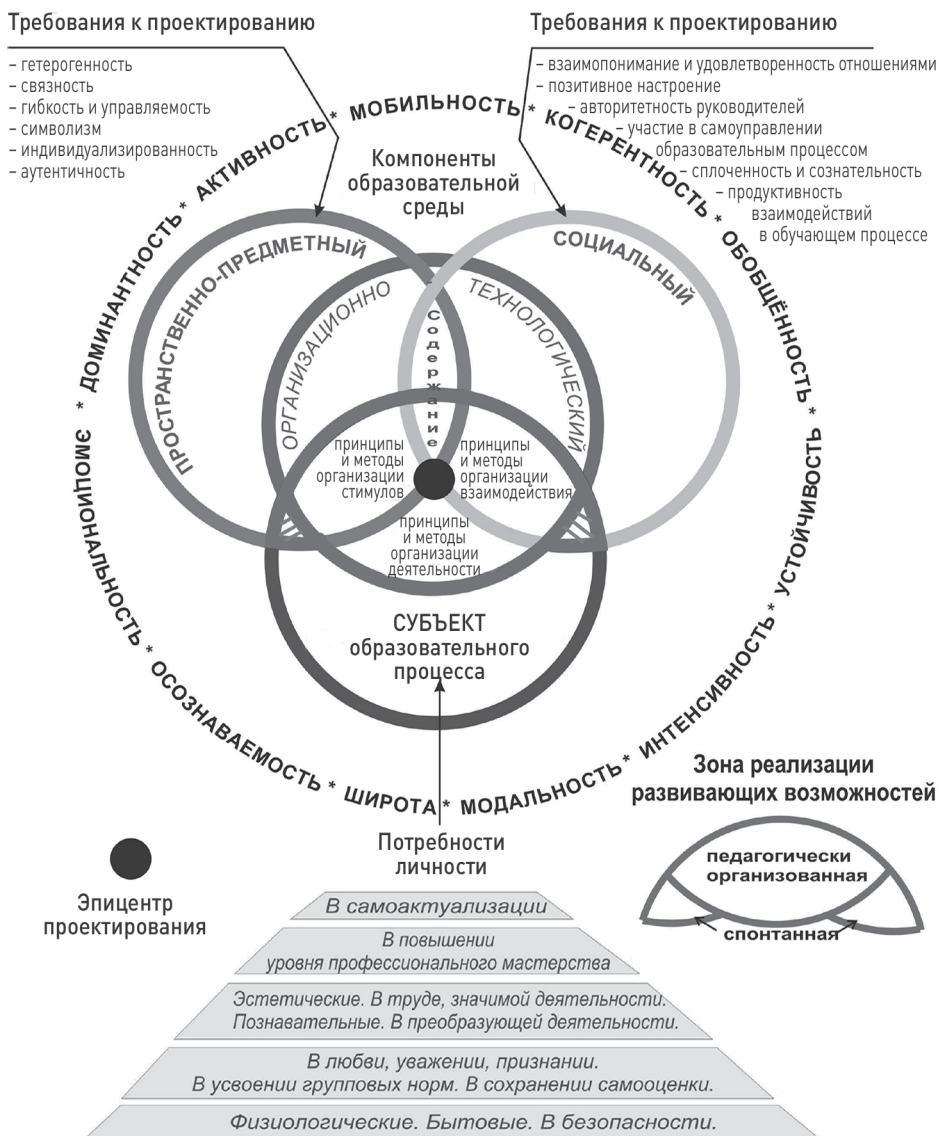 Требования к проектированию
– гетерогенность
– связность
– гибкость и управляемость
– символизм
– индивидуализированность
– аутентичность
Требования к проектированию
– взаимопонимание и удовлетворенность отношениями
– позитивное настроение
– авторитетность руководителей
– участие в самоуправлении
образовательным процессом
– сплоченность и сознательность
– продуктивность
взаимодействий
в обучающем процессе
* ДОМИНАНТНОСТЬ * АКТИВНОСТЬ * МОБИЛЬНОСТЬ * КОГЕРЕНТНОСТЬ * ОБОБЩЁННОСТЬ * УСТОЙЧИВОСТЬ * ИНТЕНСИВНОСТЬ * МОДАЛЬНОСТЬ * ШИРОТА * ОСОЗНАВАЕМОСТЬ * ЭМОЦИОНАЛЬНОСТЬ
Компоненты
образовательной
среды
ПРОСТРАНСТВЕННО-ПРЕДМЕТНЫЙ
СОЦИАЛЬНЫЙ
ОРГАНИЗАЦИОННО
ТЕХНОЛОГИЧЕСКИЙ
Содержание
принципы
и методы
организации
стимулов
принципы
и методы
организации
взаимодействия
принципы
и методы
организации
деятельности
СУБЪЕКТ
образовательного
процесса
Потребности
личности
Эпицентр
проектирования
Зона реализации
развивающих возможностей
педагогически
организованная
спонтанная
В самоактуализации
В повышении
уровня профессионального мастерства
Эстетические. В труде, значимой деятельности.
Познавательные. В преобразующей деятельности.
В любви, уважении, признании.
В усвоении групповых норм. В сохранении самооценки.
Физиологические. Бытовые. В безопасности.